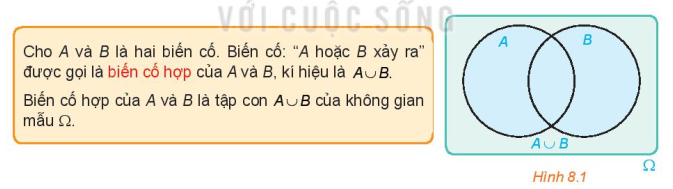 VỚI CUỘC SỐNG
Cho A và B là hai biến cố. Biến cố: “A hoặc B xảy ra”
được gọi là biến cố hợp của A và B, kí hiệu là A∪B.
Biến cố hợp của A và B là tập con A∪B của không gian
mẫu Ω.
A
B
A∪B
Ω
Hình 8.1